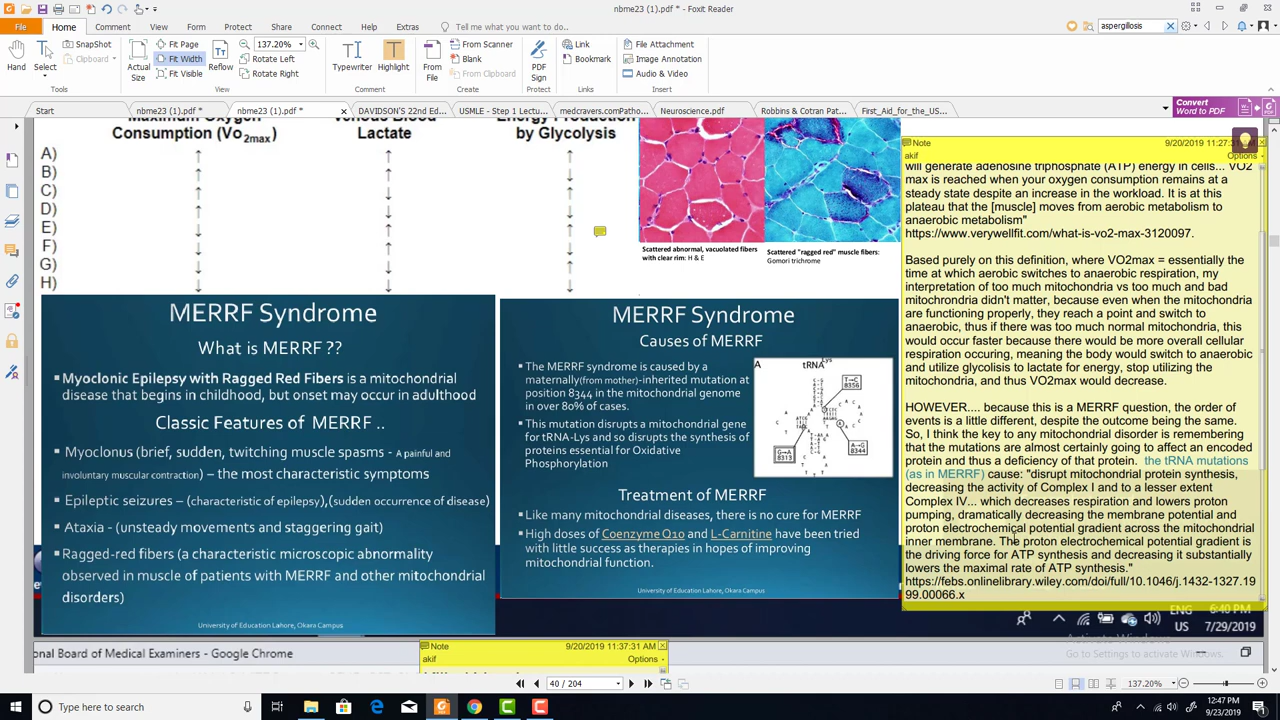 nbme23 (1).pdf * - Foxit Reader
File
Home
Comment
View
Form
Protect
Share
Connect
Help
Extras
Tell me what you want to do...
aspergillosis
Hand
Select
SnapShot
Clipboard
Actual Size
Fit Page
Fit Width
Fit Visible
Reflow
137.20%
Rotate Left
Rotate Right
Typewriter
Highlight
From File
From Scanner
Blank
From Clipboard
PDF Sign
Link
Bookmark
File Attachment
Image Annotation
Audio & Video
Tools
View
Comment
Create
Protect
Links
Insert
Start
nbme23 (1).pdf *
nbme23 (1).pdf *
DAVIDSON'S 22nd Ed...
USMLE - Step 1 Lectu...
medcravers.comPatho...
Neuroscience.pdf
Robbins & Cotran Pat...
First_Aid_for_the_US...
Convert
Word to PDF
Maximum Oxygen
Consumption (Vo2max)
Venous Blood
Lactate
Energy Production
by Glycolysis
A) ↑ ↑ ↑
B) ↑ ↑ ↓
C) ↑ ↓ ↑
D) ↑ ↓ ↓
E) ↓ ↑ ↑
F) ↓ ↑ ↓
G) ↓ ↓ ↑
H) ↓ ↓ ↓
Scattered abnormal, vacuolated fibers
with clear rim: H & E
Scattered "ragged red" muscle fibers:
Gomori trichrome
MERRF Syndrome
What is MERRF ??
Myoclonic Epilepsy with Ragged Red Fibers is a mitochondrial
disease that begins in childhood, but onset may occur in adulthood
Classic Features of MERRF ..
Myoclonus (brief, sudden, twitching muscle spasms - A painful and
involuntary muscular contraction) – the most characteristic symptoms
Epileptic seizures – (characteristic of epilepsy),(sudden occurrence of disease)
Ataxia - (unsteady movements and staggering gait)
Ragged-red fibers (a characteristic microscopic abnormality
observed in muscle of patients with MERRF and other mitochondrial
disorders)
University of Education Lahore, Okara Campus
MERRF Syndrome
Causes of MERRF
The MERRF syndrome is caused by a
maternally(from mother)-inherited mutation at
position 8344 in the mitochondrial genome
in over 80% of cases.
This mutation disrupts a mitochondrial gene
for tRNA-Lys and so disrupts the synthesis of
proteins essential for Oxidative
Phosphorylation
A
tRNA Lys
T→C
8356
G→A
8313
A→G
8344
Treatment of MERRF
Like many mitochondrial diseases, there is no cure for MERRF
High doses of Coenzyme Q10 and L-Carnitine have been tried
with little success as therapies in hopes of improving
mitochondrial function.
University of Education Lahore, Okara Campus
Note
9/20/2019 11:27:31
akif
Options
will generate adenosine triphosphate (ATP) energy in cells... VO2
max is reached when your oxygen consumption remains at a
steady state despite an increase in the workload. It is at this
plateau that the [muscle] moves from aerobic metabolism to
anaerobic metabolism"
https://www.verywellfit.com/what-is-vo2-max-3120097.
Based purely on this definition, where VO2max = essentially the
time at which aerobic switches to anaerobic respiration, my
interpretation of too much mitochondria vs too much and bad
mitochrondria didn't matter, because even when the mitochondria
are functioning properly, they reach a point and switch to
anaerobic, thus if there was too much normal mitochondria, this
would occur faster because there would be more overall cellular
respiration occuring, meaning the body would switch to anaerobic
and utilize glycolysis to lactate for energy, stop utilizing the
mitochondria, and thus VO2max would decrease.
HOWEVER.... because this is a MERRF question, the order of
events is a little different, despite the outcome being the same.
So, I think the key to any mitochondrial disorder is remembering
that the mutations are almost certainly going to affect an encoded
protein and thus a deficiency of that protein. the tRNA mutations
(as in MERRF) cause: "disrupt mitochondrial protein synthesis,
decreasing the activity of Complex I and to a lesser extent
Complex IV... which decreases respiration and lowers proton
pumping, dramatically decreasing the membrane potential and
proton electrochemical potential gradient across the mitochondrial
inner membrane. The proton electrochemical potential gradient is
the driving force for ATP synthesis and decreasing it substantially
lowers the maximal rate of ATP synthesis."
https://febs.onlinelibrary.wiley.com/doi/full/10.1046/j.1432-1327.19
99.00066.x
ENG
US
6:40 PM
7/29/2019
Activate Windows
Go to Settings to activate Windows.
ional Board of Medical Examiners - Google Chrome
Note
9/20/2019 11:37:31
akif
Options
40 / 204
137.20%
Type here to search
12:47 PM
9/23/2019